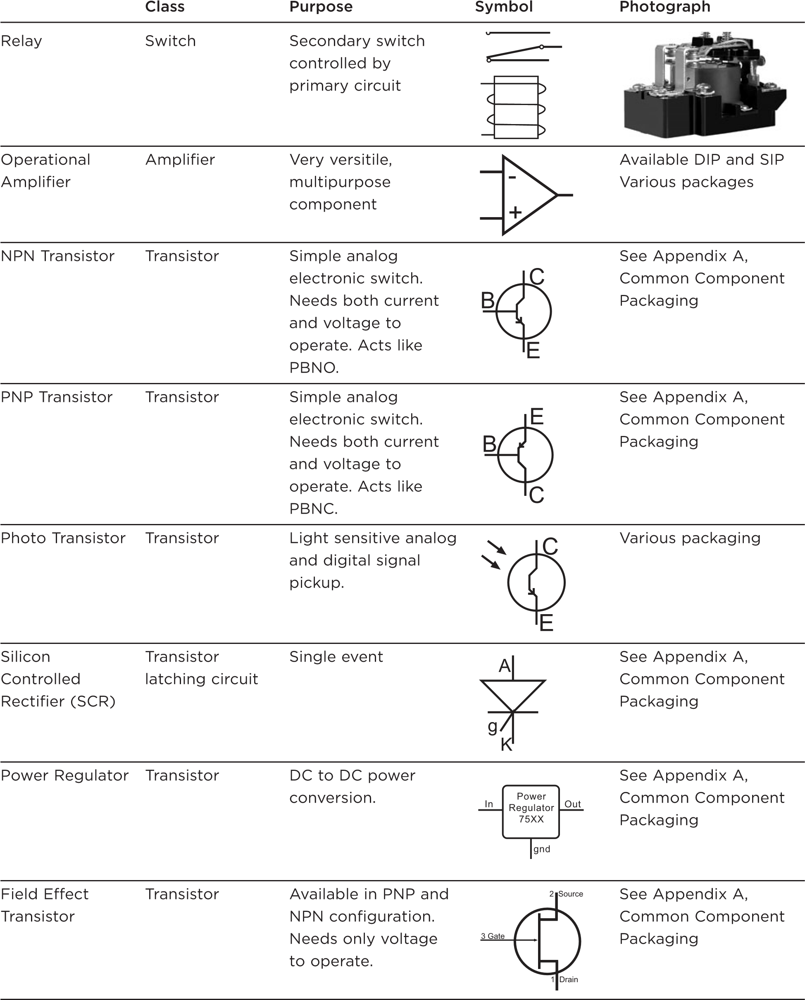 Class Purpose Symbol Photograph
Relay Switch Secondary switch
controlled by
primary circuit
Operational Amplifier Very versitile, Available DIP and SIP
Amplifier multipurpose Various packages
component
-
+
NPN Transistor Transistor Simple analog See Appendix A,
electronic switch. Common Component
Needs both current Packaging
and voltage to
operate. Acts like
PBNO.
C
B
E
PNP Transistor Transistor Simple analog See Appendix A,
electronic switch. Common Component
Needs both current Packaging
and voltage to
operate. Acts like
PBNC.
E
B
C
Photo Transistor Transistor Light sensitive analog Various packaging
and digital signal
pickup.
C
E
Silicon Transistor Single event See Appendix A,
Controlled latching circuit Common Component
Rectifier (SCR) Packaging
A
g
K
Power Regulator Transistor DC to DC power See Appendix A,
conversion. Common Component
Packaging
Power
In Regulator Out
75XX
gnd
Field Effect Transistor Available in PNP and See Appendix A,
Transistor NPN configuration. Common Component
Needs only voltage Packaging
to operate.
2 Source
3 Gate
1 Drain